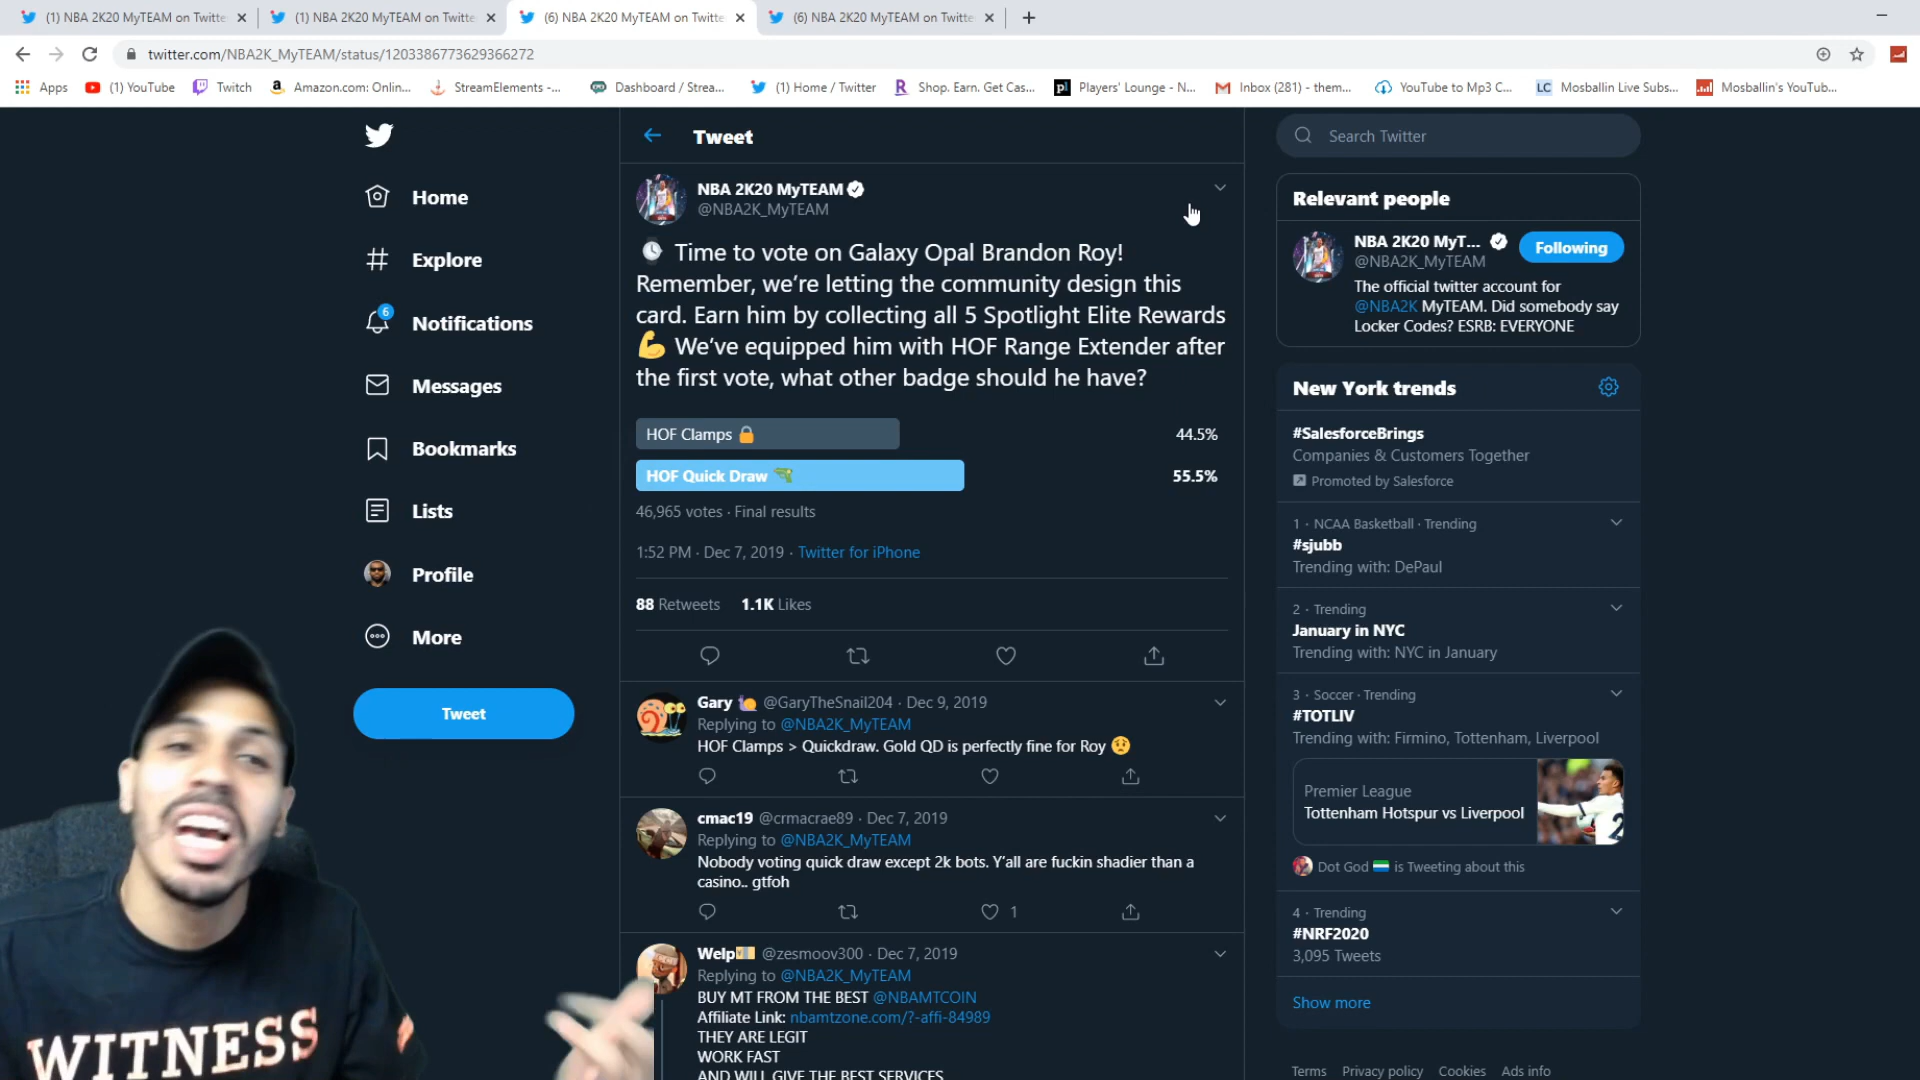 (1) NBA 2K20 MyTEAM on Twitte
(1) NBA 2K20 MyTEAM on Twitte
(6) NBA 2K20 MyTEAM on Twitte
(6) NBA 2K20 MyTEAM on Twitte
twitter.com/NBA2K_MyTEAM/status/1203386773629366272
Apps
(1) YouTube
Twitch
Amazon.com: Onlin...
StreamElements -...
Dashboard / Strea...
(1) Home / Twitter
Shop. Earn. Get Cas...
Players' Lounge - N...
Inbox (281) - them...
YouTube to Mp3 C...
LC Mosballin Live Subs...
Mosballin's YouTub...
Home
Explore
6
Notifications
Messages
Bookmarks
Lists
Profile
More
Tweet
WITNESS
Tweet
NBA 2K20 MyTEAM
@NBA2K_MyTEAM
🕓 Time to vote on Galaxy Opal Brandon Roy!
Remember, we're letting the community design this
card. Earn him by collecting all 5 Spotlight Elite Rewards
💪 We've equipped him with HOF Range Extender after
the first vote, what other badge should he have?
HOF Clamps 🔒 44.5%
HOF Quick Draw 🔫 55.5%
46,965 votes · Final results
1:52 PM · Dec 7, 2019 · Twitter for iPhone
88 Retweets 1.1K Likes
Gary 🐌 @GaryTheSnail204 · Dec 9, 2019
Replying to @NBA2K_MyTEAM
HOF Clamps > Quickdraw. Gold QD is perfectly fine for Roy 😟
cmac19 @crmacrae89 · Dec 7, 2019
Replying to @NBA2K_MyTEAM
Nobody voting quick draw except 2k bots. Y'all are fuckin shadier than a
casino.. gtfoh
1
Welp💴 @zesmoov300 · Dec 7, 2019
Replying to @NBA2K_MyTEAM
BUY MT FROM THE BEST @NBAMTCOIN
Affiliate Link: nbamtzone.com/?-affi-84989
THEY ARE LEGIT
WORK FAST
AND WILL GIVE THE BEST SERVICES
Search Twitter
Relevant people
NBA 2K20 MyT...
@NBA2K_MyTEAM
Following
The official twitter account for
@NBA2K MyTEAM. Did somebody say
Locker Codes? ESRB: EVERYONE
New York trends
#SalesforceBrings
Companies & Customers Together
Promoted by Salesforce
1 · NCAA Basketball · Trending
#sjubb
Trending with: DePaul
2 · Trending
January in NYC
Trending with: NYC in January
3 · Soccer · Trending
#TOTLIV
Trending with: Firmino, Tottenham, Liverpool
Premier League
Tottenham Hotspur vs Liverpool
Dot God 🇸🇱 is Tweeting about this
4 · Trending
#NRF2020
3,095 Tweets
Show more
Terms Privacy policy Cookies Ads info